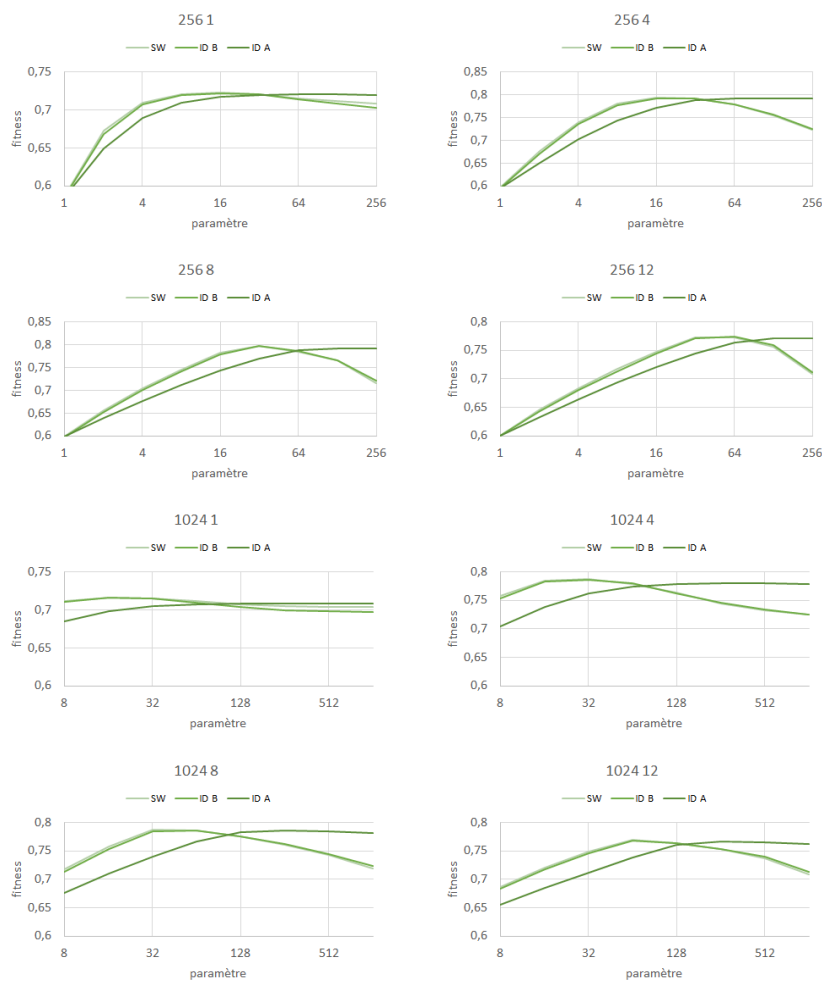 256 1
SW ID B ID A
0,75
0,7
0,65
0,6
fitness
1 4 16 64 256
paramètre
256 4
SW ID B ID A
0,85
0,8
0,75
0,7
0,65
0,6
fitness
1 4 16 64 256
paramètre
256 8
SW ID B ID A
0,85
0,8
0,75
0,7
0,65
0,6
fitness
1 4 16 64 256
paramètre
256 12
SW ID B ID A
0,8
0,75
0,7
0,65
0,6
fitness
1 4 16 64 256
paramètre
1024 1
SW ID B ID A
0,75
0,7
0,65
0,6
fitness
8 32 128 512
paramètre
1024 4
SW ID B ID A
0,8
0,75
0,7
0,65
0,6
fitness
8 32 128 512
paramètre
1024 8
SW ID B ID A
0,8
0,75
0,7
0,65
0,6
fitness
8 32 128 512
paramètre
1024 12
SW ID B ID A
0,8
0,75
0,7
0,65
0,6
fitness
8 32 128 512
paramètre